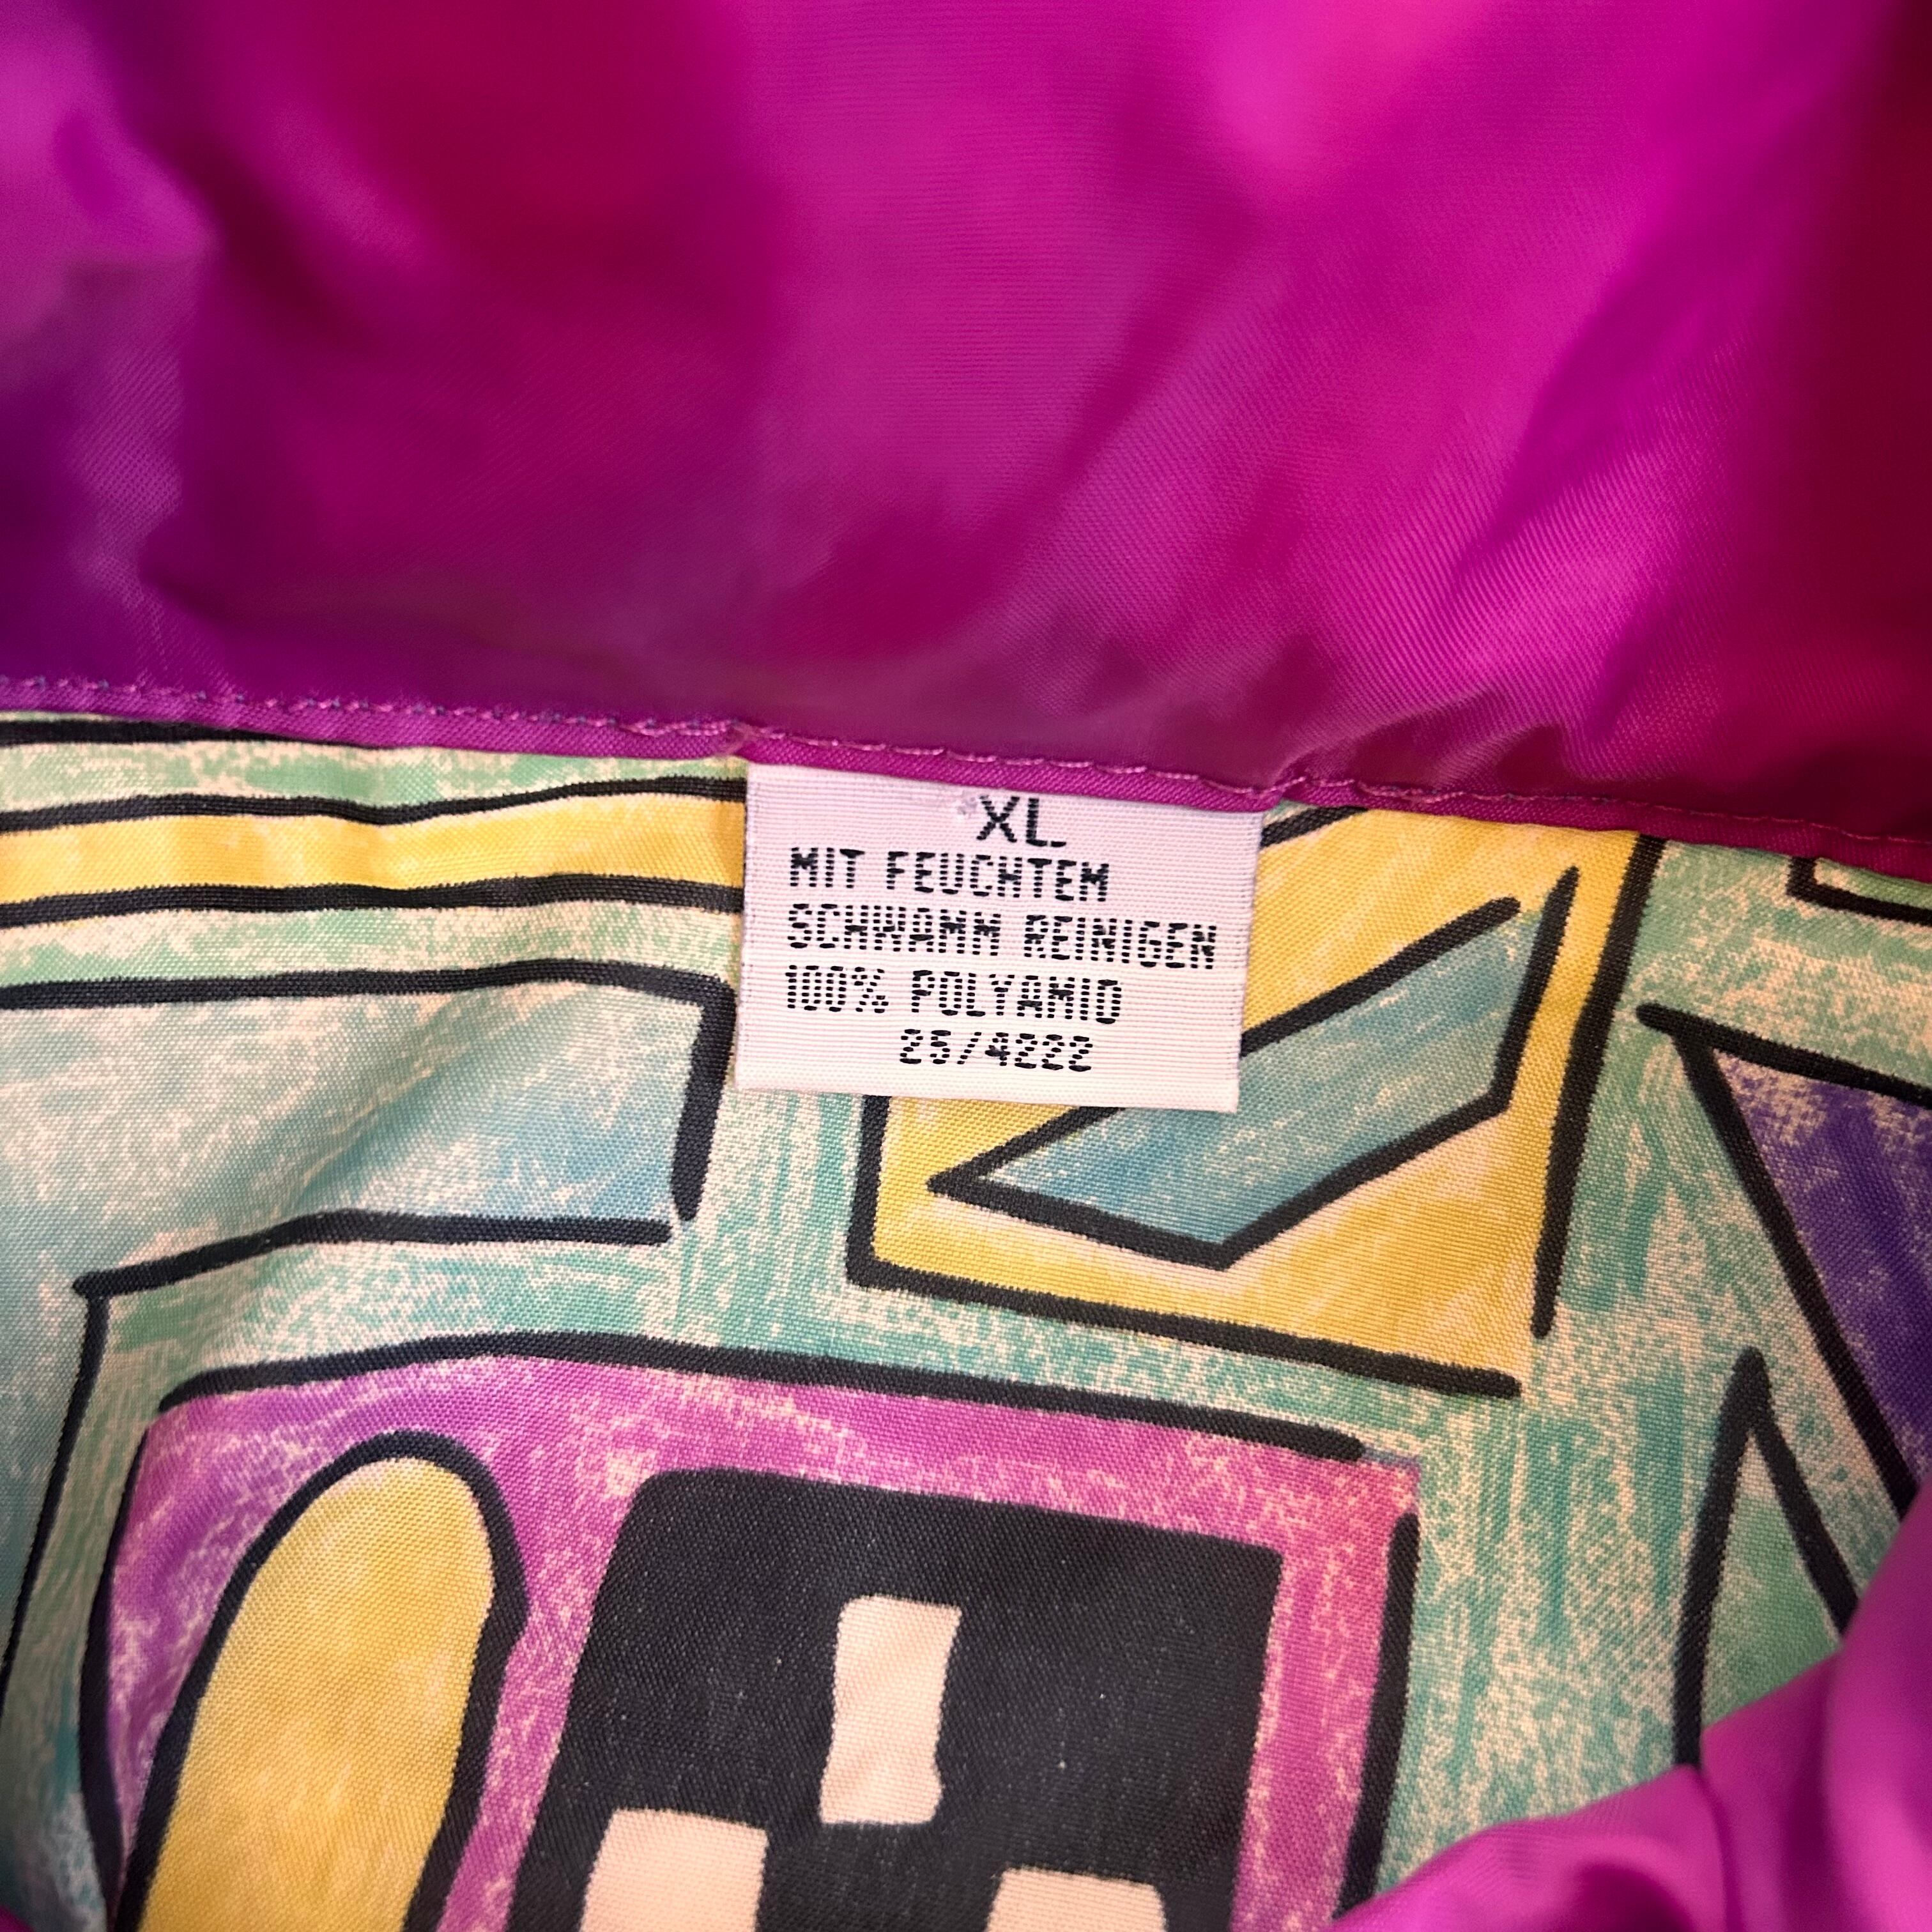 XL
MIT FEUCHTEM
SCHWAMM REINIGEN
100% POLYAMID
25/4222